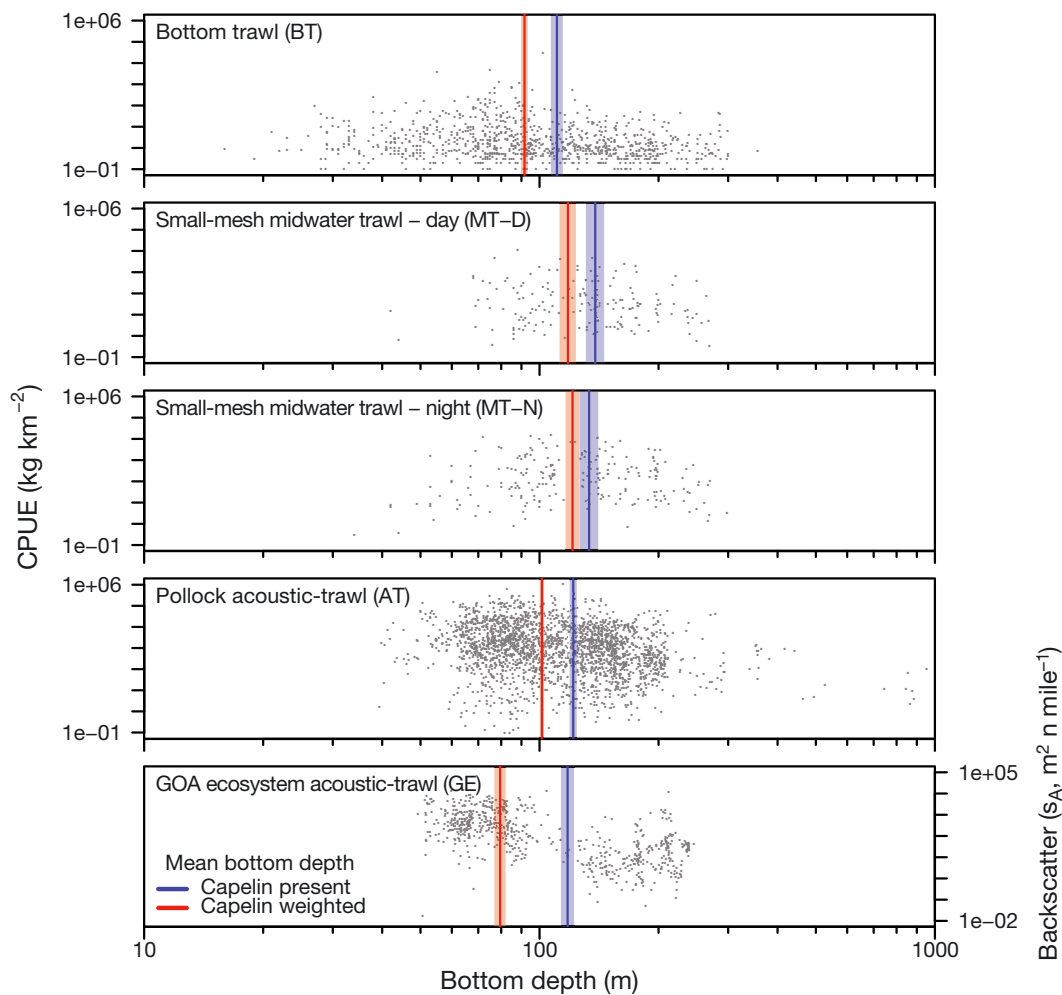 1e+06
Bottom trawl (BT)
1e−01
1e+06
Small-mesh midwater trawl – day (MT–D)
1e−01
1e+06
Small-mesh midwater trawl – night (MT–N)
1e−01
1e+06
Pollock acoustic-trawl (AT)
1e−01
GOA ecosystem acoustic-trawl (GE)
1e+05
Mean bottom depth
Capelin present
Capelin weighted
1e−02
10
100
1000
Bottom depth (m)
CPUE (kg km⁻²)
Backscatter (s_A, m² n mile⁻¹)